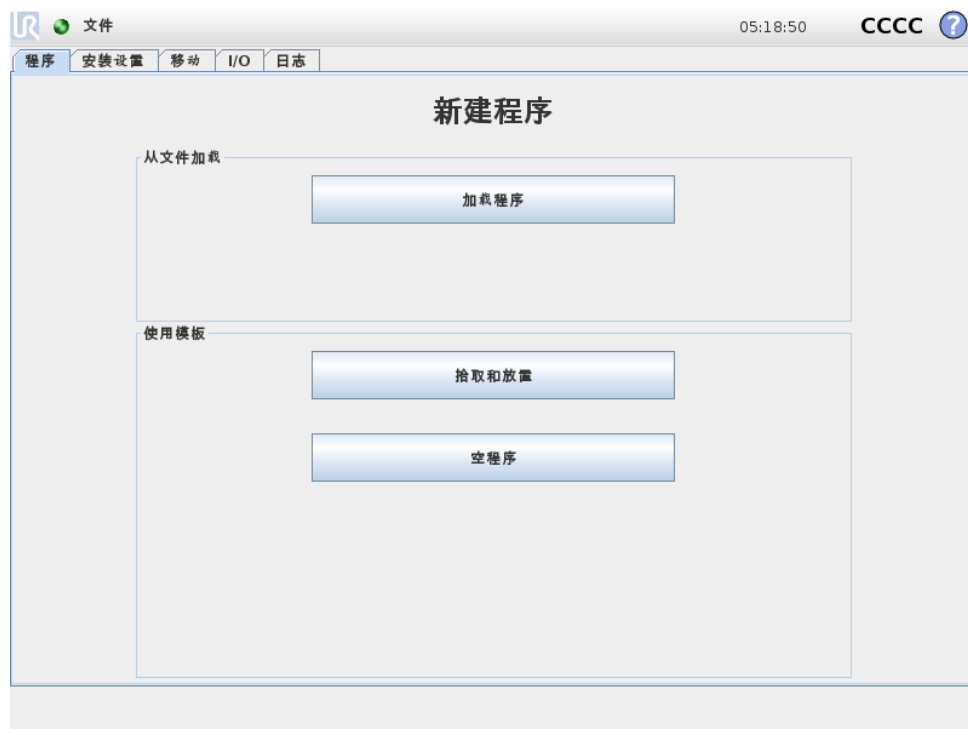 UR 文件 05:18:50 CCCC ?
程序 安装设置 移动 I/O 日志
新建程序
从文件加载
加载程序
使用模板
拾取和放置
空程序